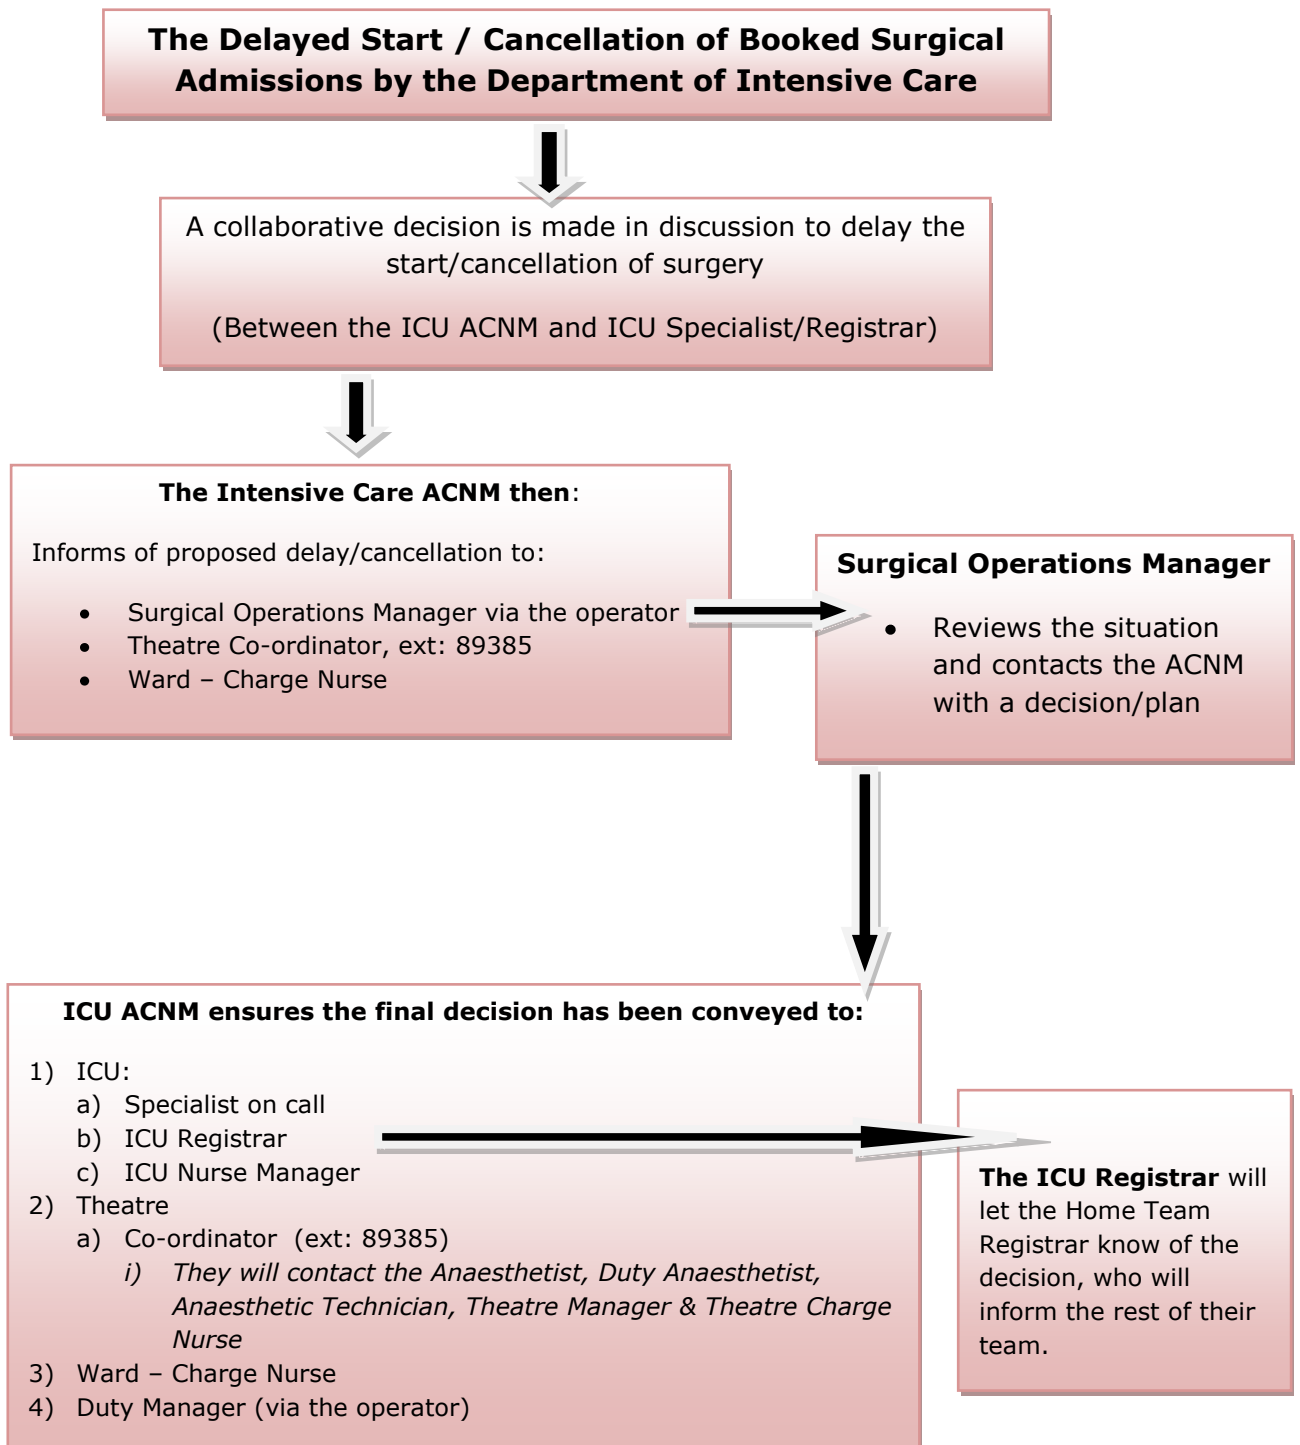 The Delayed Start / Cancellation of Booked Surgical
Admissions by the Department of Intensive Care
A collaborative decision is made in discussion to delay the
start/cancellation of surgery
(Between the ICU ACNM and ICU Specialist/Registrar)
The Intensive Care ACNM then:
Informs of proposed delay/cancellation to:
• Surgical Operations Manager via the operator
• Theatre Co-ordinator, ext: 89385
• Ward – Charge Nurse
Surgical Operations Manager
• Reviews the situation
and contacts the ACNM
with a decision/plan
ICU ACNM ensures the final decision has been conveyed to:
1) ICU:
a) Specialist on call
b) ICU Registrar
c) ICU Nurse Manager
2) Theatre
a) Co-ordinator (ext: 89385)
i) They will contact the Anaesthetist, Duty Anaesthetist,
Anaesthetic Technician, Theatre Manager & Theatre Charge
Nurse
3) Ward – Charge Nurse
4) Duty Manager (via the operator)
The ICU Registrar will
let the Home Team
Registrar know of the
decision, who will
inform the rest of their
team.